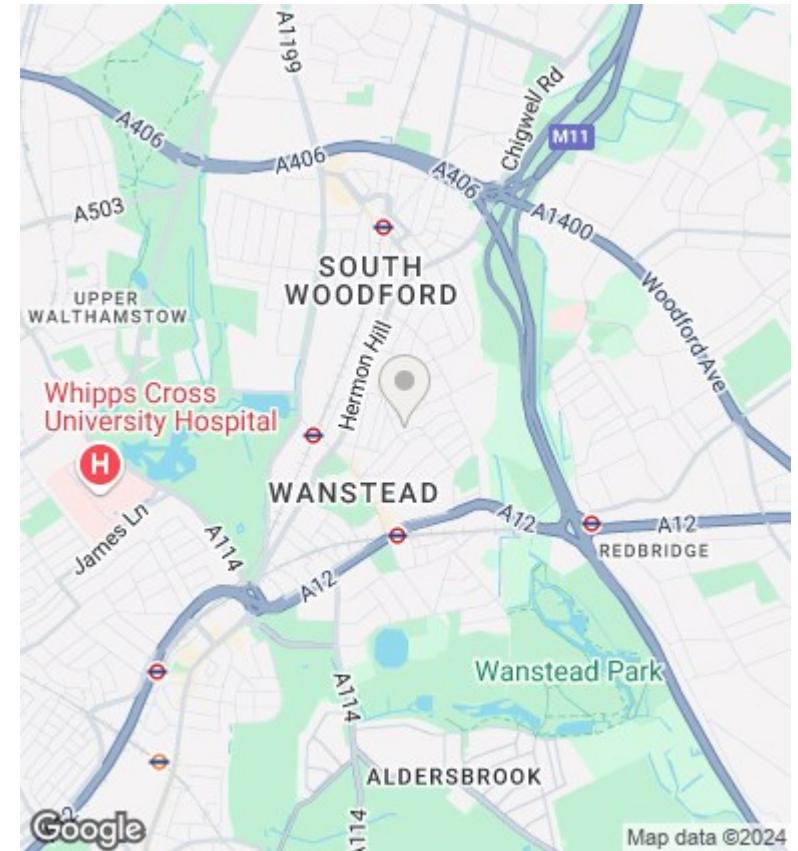 A1199
Chigwell Rd
M11
A406
A406
A406
A503
A1400
SOUTH
WOODFORD
UPPER
WALTHAMSTOW
Woodford Ave
Hermon Hill
Whipps Cross
University Hospital
H
WANSTEAD
James Ln
A114
A12
A12
A12
REDBRIDGE
Wanstead Park
A114
ALDERSBROOK
A114
Google
Map data ©2024